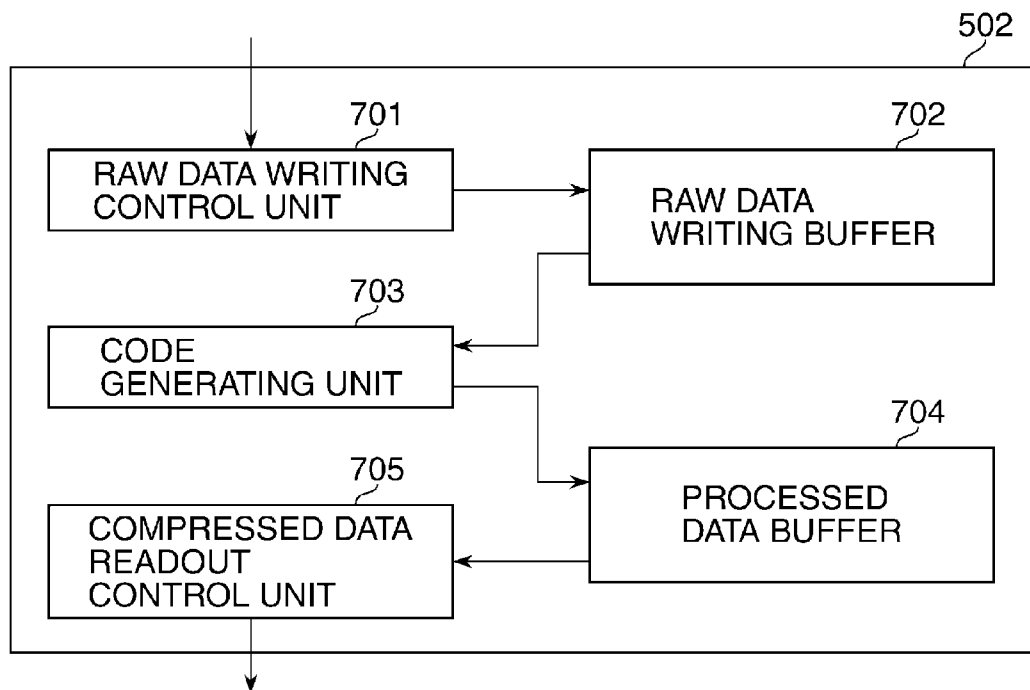 502
701
RAW DATA WRITING
CONTROL UNIT
702
RAW DATA
WRITING BUFFER
703
CODE
GENERATING UNIT
704
PROCESSED
DATA BUFFER
705
COMPRESSED DATA
READOUT
CONTROL UNIT